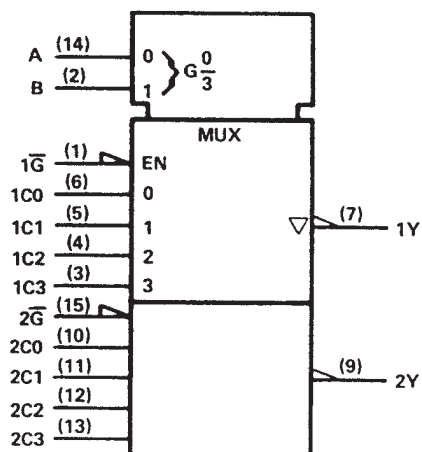 A (14) 0 } G 0/3
B (2) 1
MUX
1G̅ (1) EN
1C0 (6) 0
1C1 (5) 1 ▽ (7) 1Y
1C2 (4) 2
1C3 (3) 3
2G̅ (15)
2C0 (10)
2C1 (11) (9) 2Y
2C2 (12)
2C3 (13)